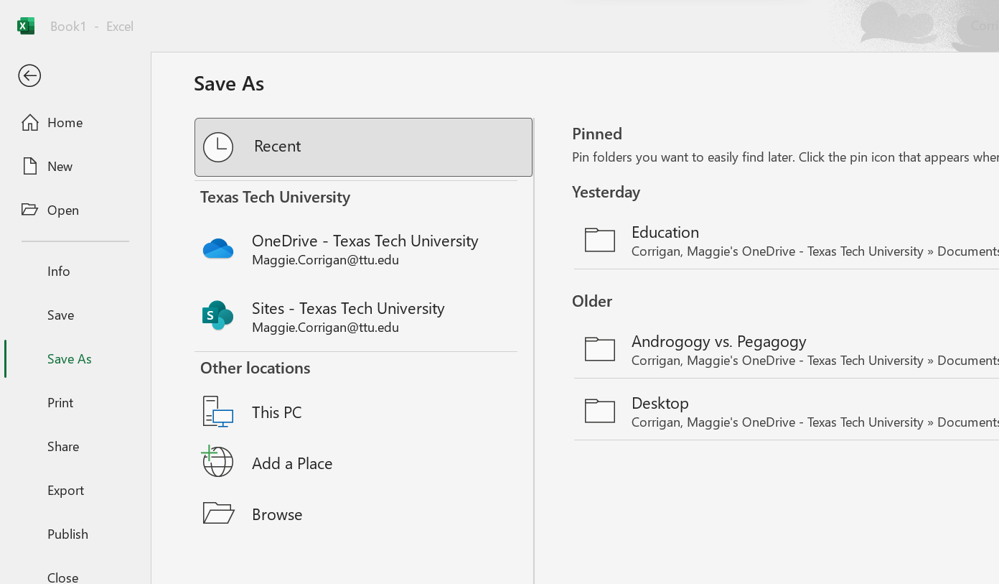 Book1 - Excel
Home
New
Open
Info
Save
Save As
Print
Share
Export
Publish
Close
Save As
Recent
Texas Tech University
OneDrive - Texas Tech University
Maggie.Corrigan@ttu.edu
S
Sites - Texas Tech University
Maggie.Corrigan@ttu.edu
Other locations
This PC
Add a Place
Browse
Pinned
Pin folders you want to easily find later. Click the pin icon that appears
Yesterday
Education
Corrigan, Maggie's OneDrive - Texas Tech University » Documents
Older
Androgogy vs. Pegagogy
Corrigan, Maggie's OneDrive - Texas Tech University » Documents
Desktop
Corrigan, Maggie's OneDrive - Texas Tech University » Documents